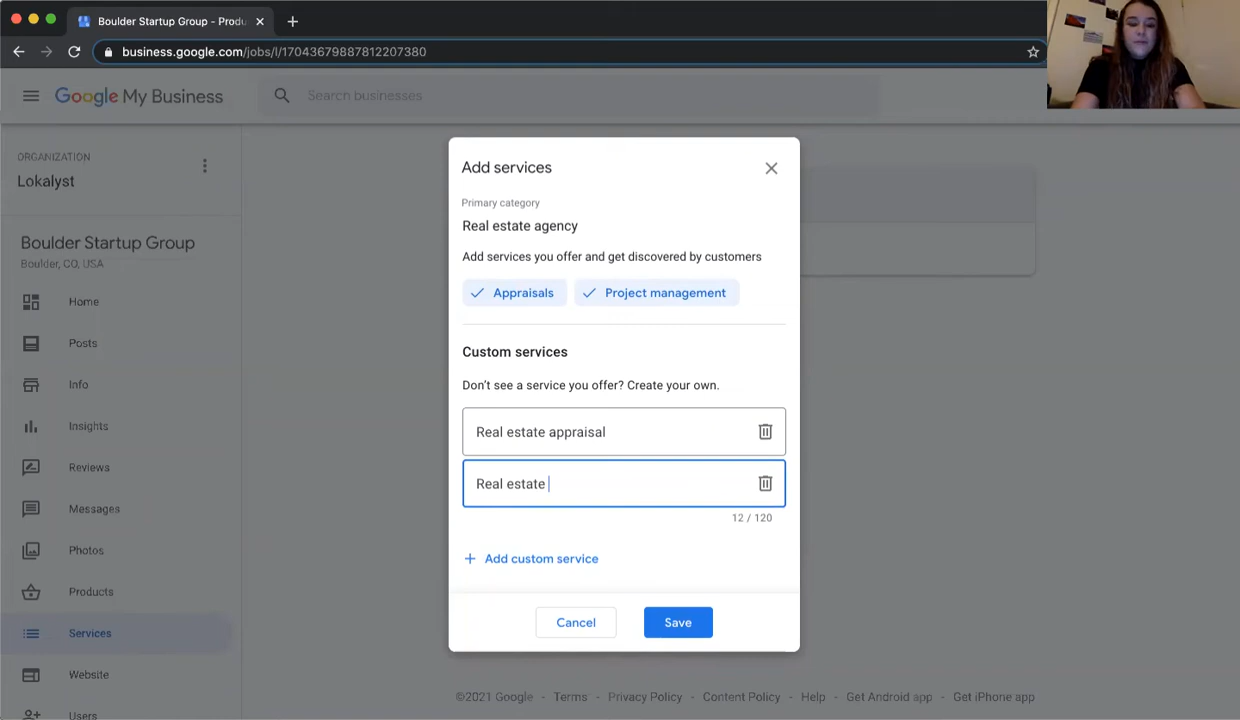 Boulder Startup Group - Produ
business.google.com/jobs/l/17043679887812207380
Google My Business
Search businesses
ORGANIZATION
Lokalyst
Boulder Startup Group
Boulder, CO, USA
Home
Posts
Info
Insights
Reviews
Messages
Photos
Products
Services
Website
Users
Add services
Primary category
Real estate agency
Add services you offer and get discovered by customers
Appraisals
Project management
Custom services
Don't see a service you offer? Create your own.
Real estate appraisal
Real estate
12 / 120
+ Add custom service
Cancel
Save
©2021 Google - Terms - Privacy Policy - Content Policy - Help - Get Android app - Get iPhone app